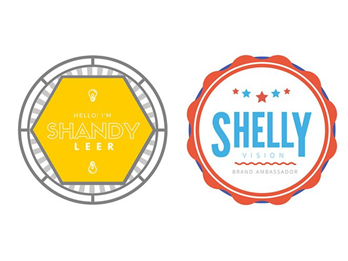 HELLO! I'M
SHANDY
LEER
SHELLY
VISION
BRAND AMBASSADOR